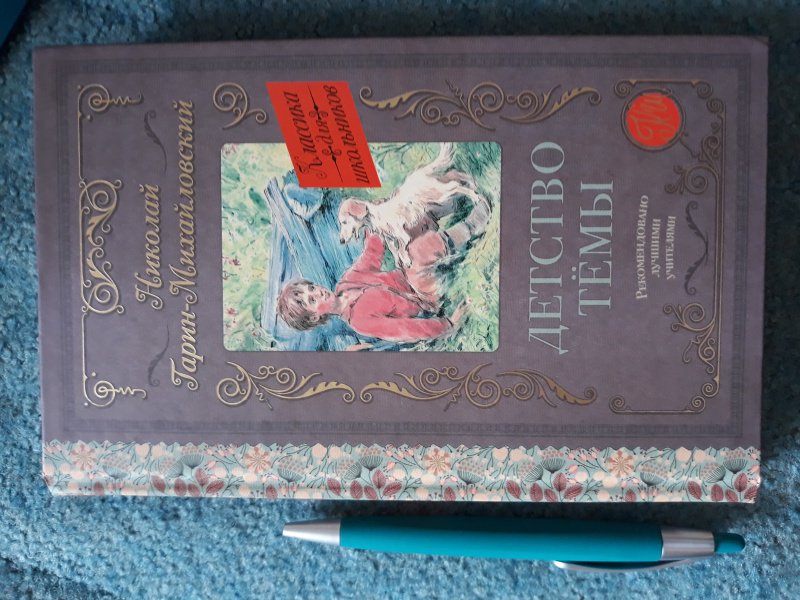 Николай
Гарин-Михайловский
Классика
для
школьников
ДЕТСТВО
ТЁМЫ
Рекомендовано
лучшими
учителями